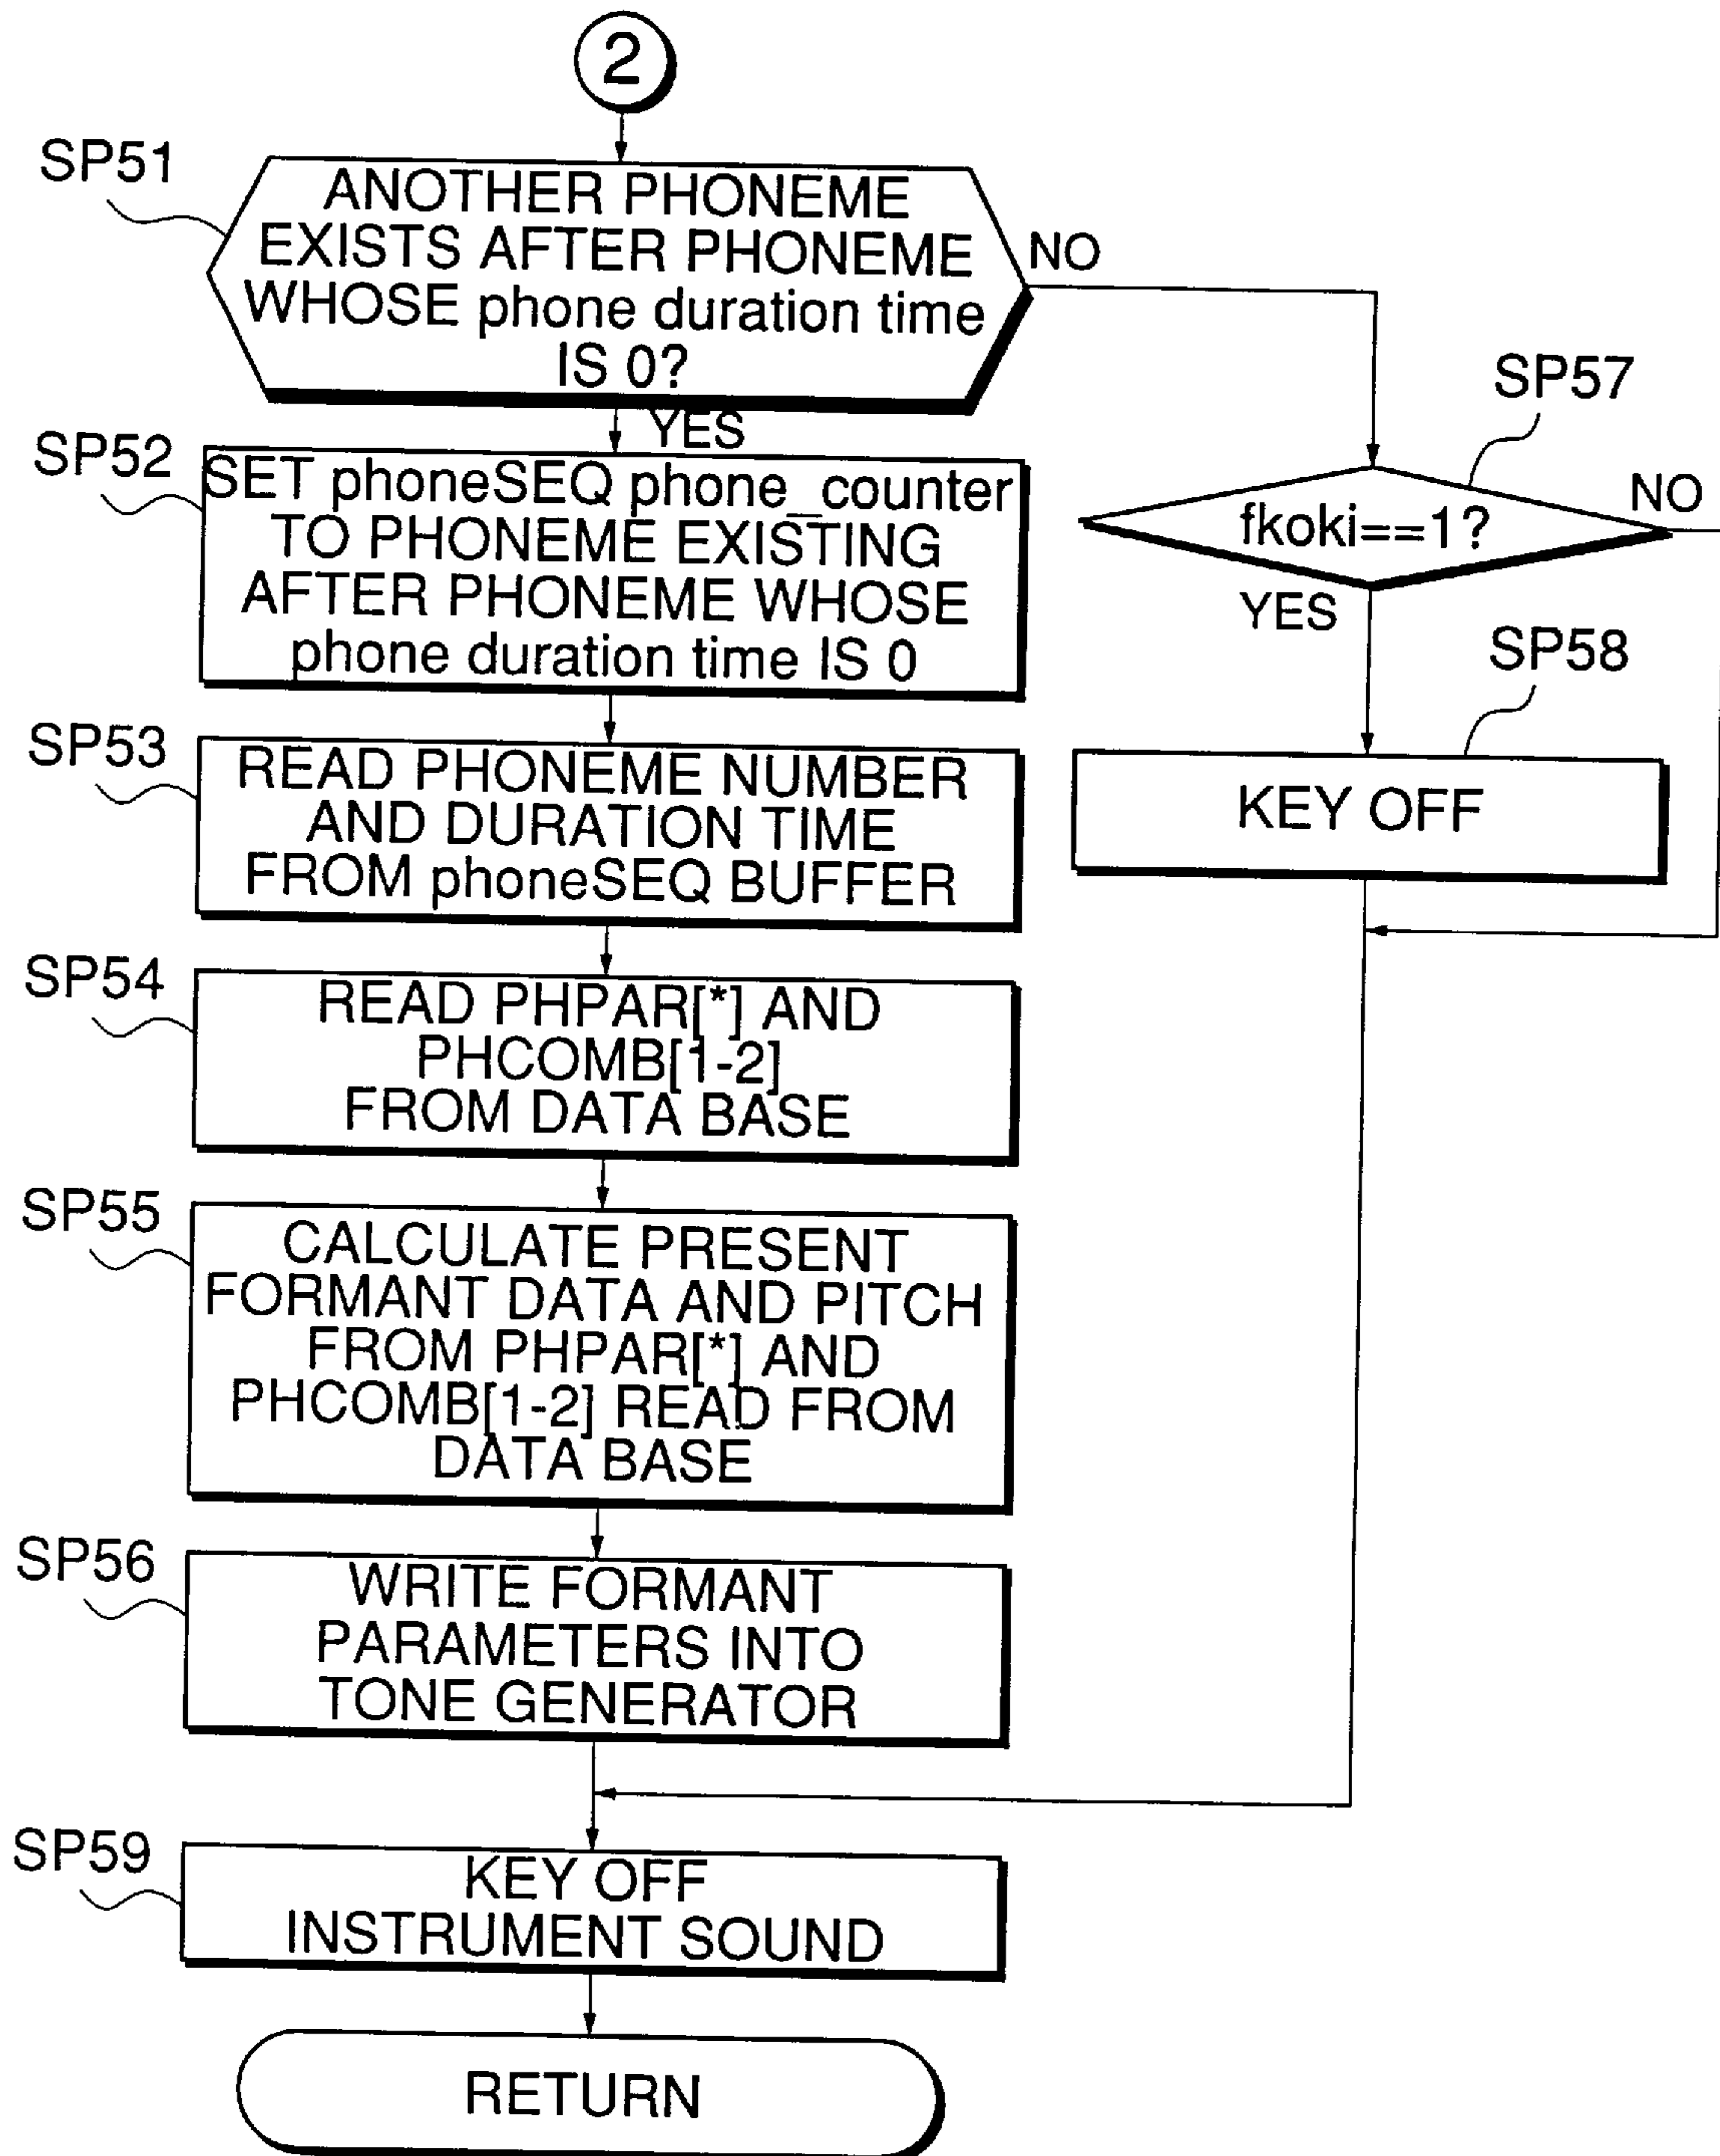 2
SP51
ANOTHER PHONEME
EXISTS AFTER PHONEME
WHOSE phone duration time
IS 0?
NO
YES
SP52
SET phoneSEQ phone_counter
TO PHONEME EXISTING
AFTER PHONEME WHOSE
phone duration time IS 0
SP53
READ PHONEME NUMBER
AND DURATION TIME
FROM phoneSEQ BUFFER
SP54
READ PHPAR[*] AND
PHCOMB[1-2]
FROM DATA BASE
SP55
CALCULATE PRESENT
FORMANT DATA AND PITCH
FROM PHPAR[*] AND
PHCOMB[1-2] READ FROM
DATA BASE
SP56
WRITE FORMANT
PARAMETERS INTO
TONE GENERATOR
SP57
fkoki==1?
NO
YES
SP58
KEY OFF
SP59
KEY OFF
INSTRUMENT SOUND
RETURN